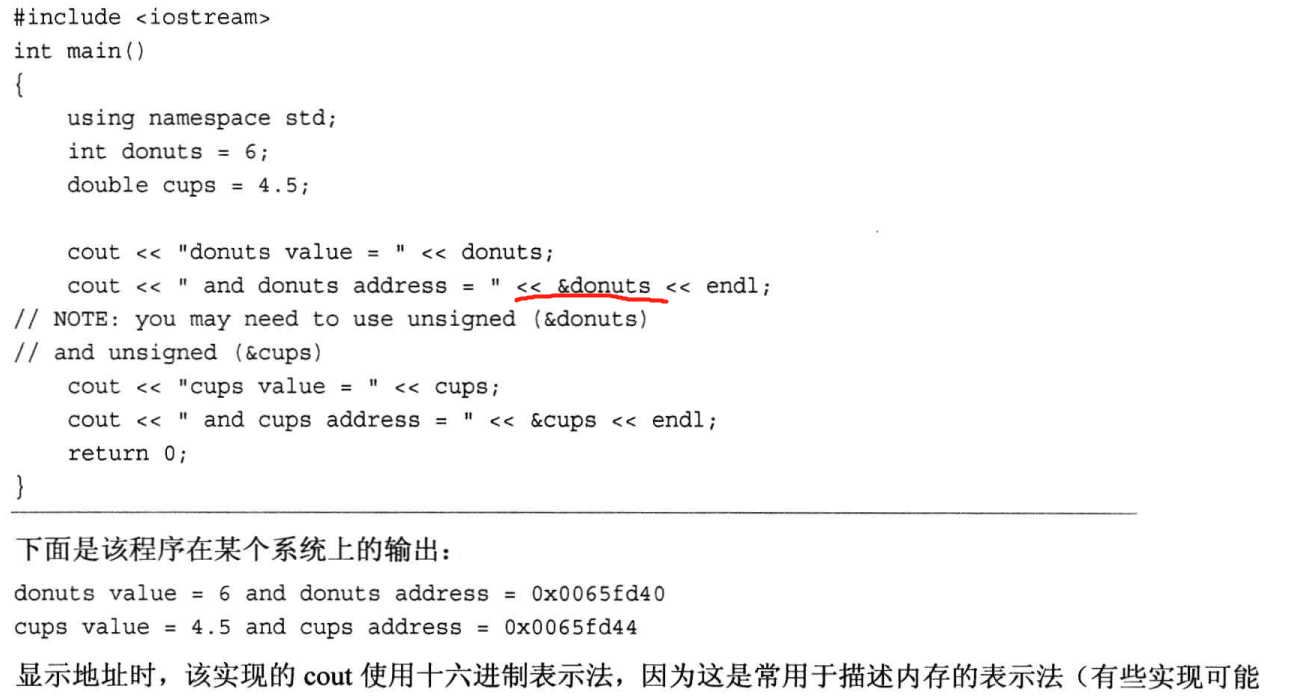 #include <iostream>
int main()
{
    using namespace std;
    int donuts = 6;
    double cups = 4.5;
    cout << "donuts value = " << donuts;
    cout << " and donuts address = " << &donuts << endl;
// NOTE: you may need to use unsigned (&donuts)
// and unsigned (&cups)
    cout << "cups value = " << cups;
    cout << " and cups address = " << &cups << endl;
    return 0;
}
下面是该程序在某个系统上的输出：
donuts value = 6 and donuts address = 0x0065fd40
cups value = 4.5 and cups address = 0x0065fd44
显示地址时，该实现的 cout 使用十六进制表示法，因为这是常用于描述内存的表示法（有些实现可能